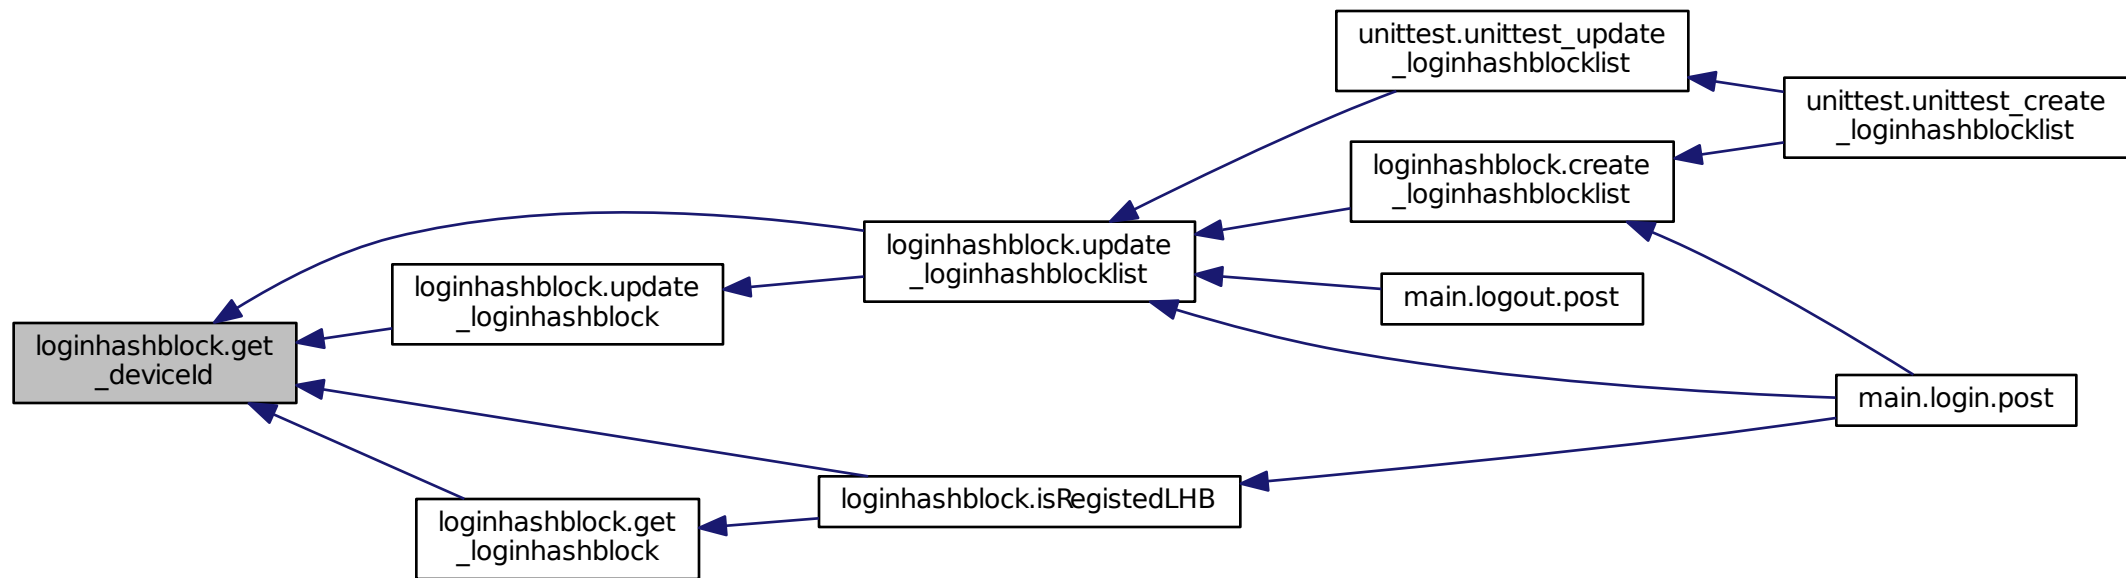 unittest.unittest_update
_loginhashblocklist
unittest.unittest_create
_loginhashblocklist
loginhashblock.create
_loginhashblocklist
loginhashblock.update
_loginhashblocklist
loginhashblock.update
_loginhashblock
main.logout.post
loginhashblock.get
_deviceId
main.login.post
loginhashblock.isRegistedLHB
loginhashblock.get
_loginhashblock